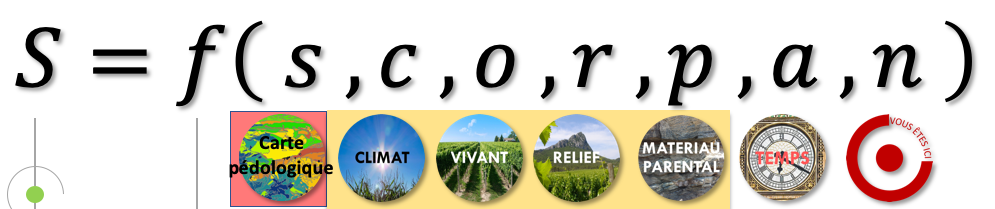 S = f( s , c , o , r , p , a , n )
Carte
pédologique
CLIMAT
VIVANT
RELIEF
MATERIAU
PARENTAL
TEMPS
VOUS ÊTES ICI